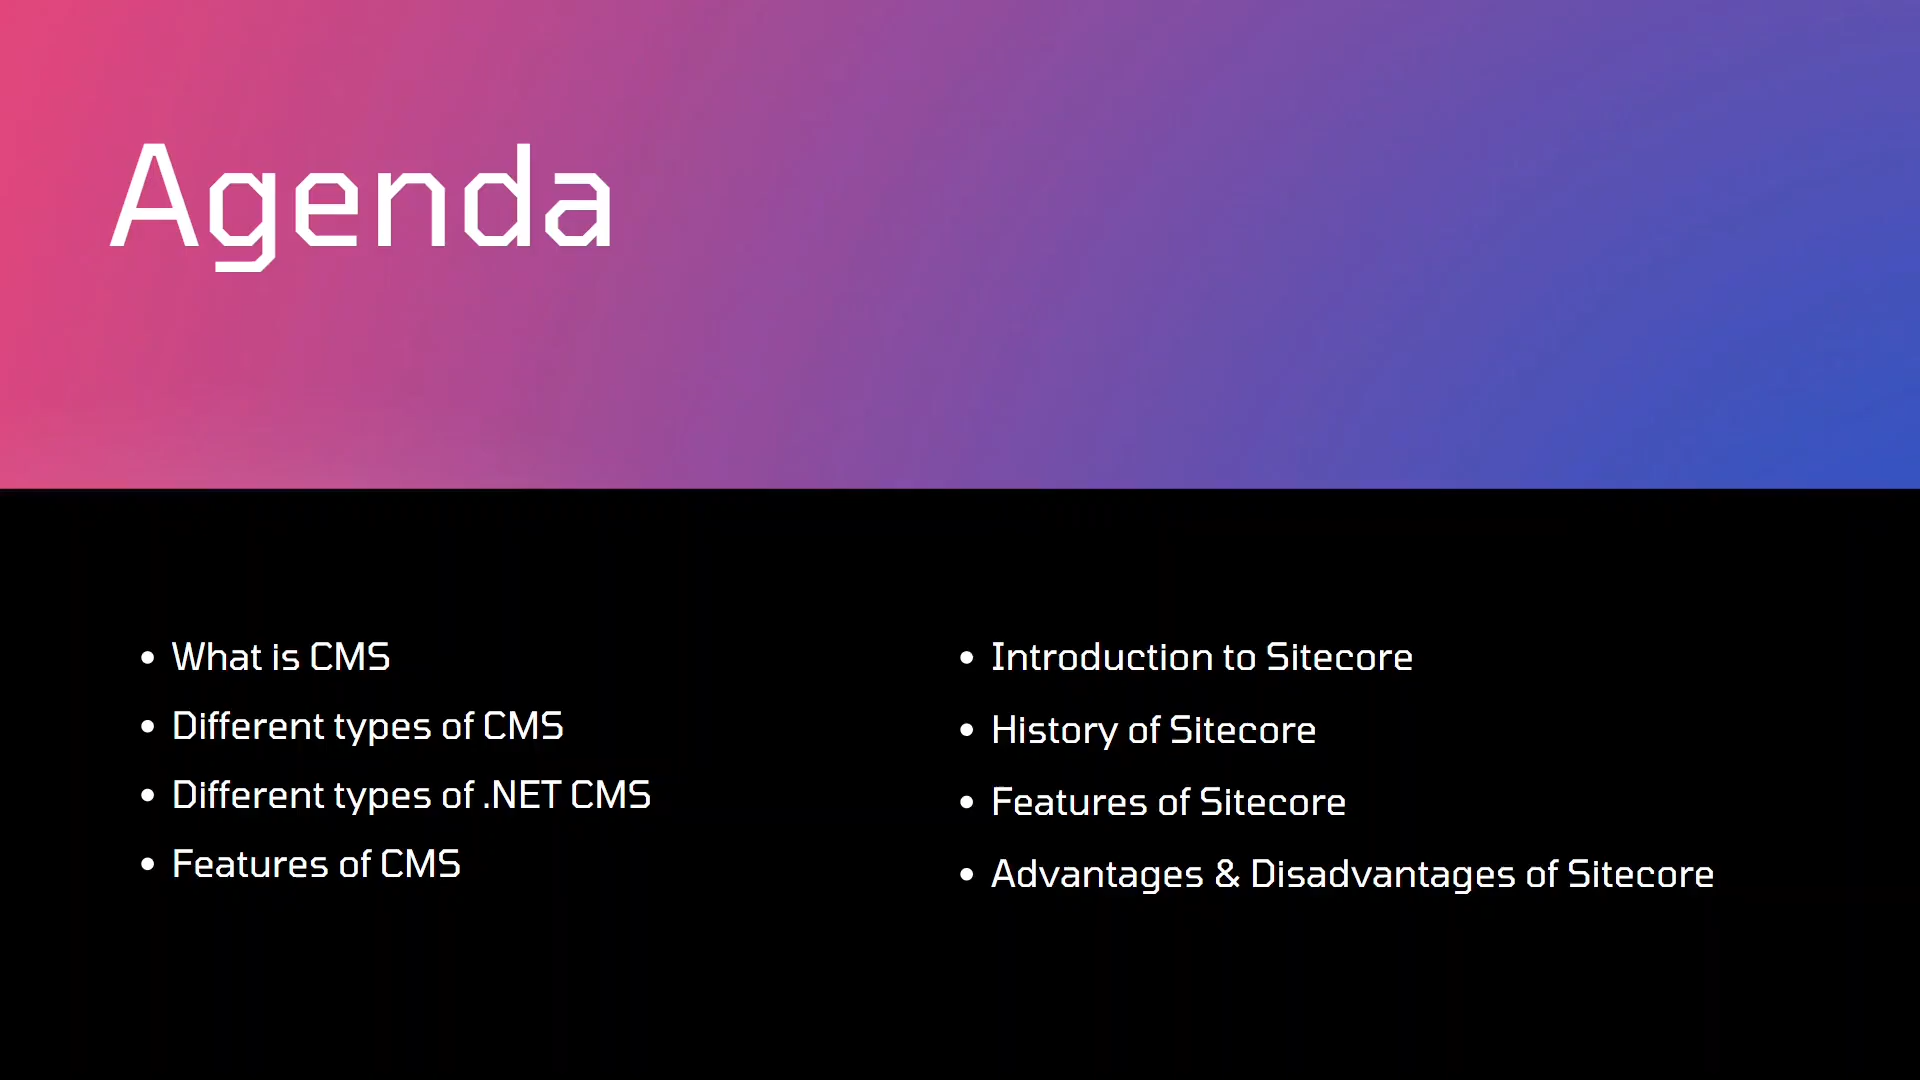 Agenda
What is CMS
Different types of CMS
Different types of .NET CMS
Features of CMS
Introduction to Sitecore
History of Sitecore
Features of Sitecore
Advantages & Disadvantages of Sitecore